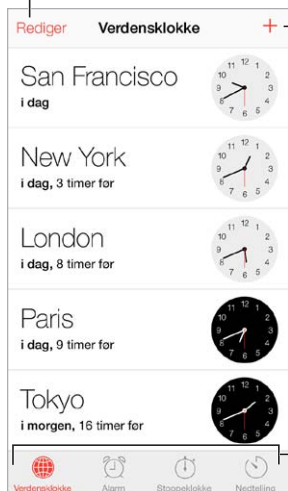 Rediger Verdensklokke +
San Francisco
i dag
New York
i dag, 3 timer før
London
i dag, 8 timer før
Paris
i dag, 9 timer før
Tokyo
i morgen, 16 timer før
Verdensklokke Alarm Stoppeklokke Nedtelling